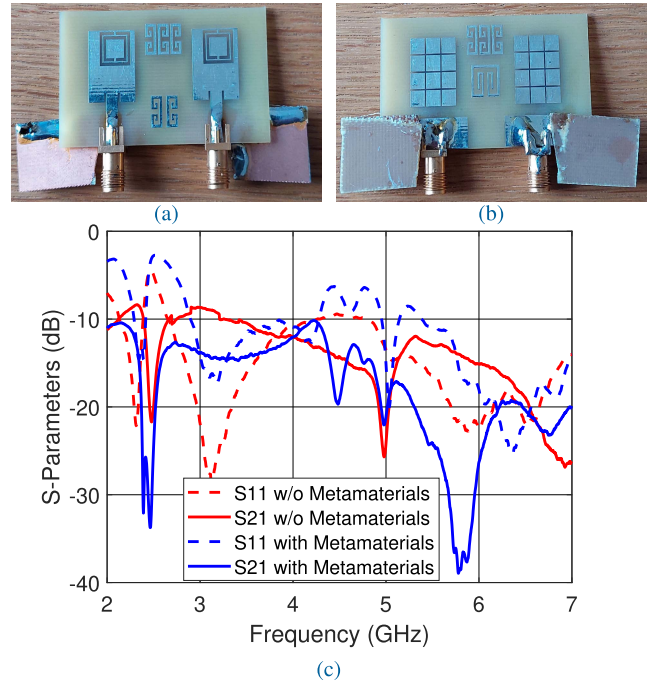 (a)
(b)
0
-10
-20
-30
-40
S-Parameters (dB)
S11 w/o Metamaterials
S21 w/o Metamaterials
S11 with Metamaterials
S21 with Metamaterials
2
3
4
5
6
7
Frequency (GHz)
(c)